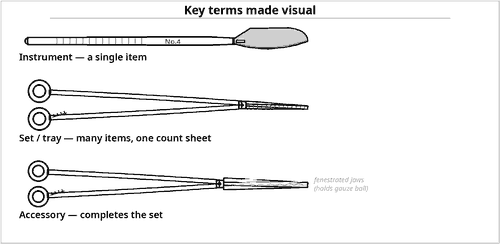 Key terms made visual
No.4
Instrument — a single item
Set / tray — many items, one count sheet
fenestrated jaws
(holds gauze ball)
Accessory — completes the set